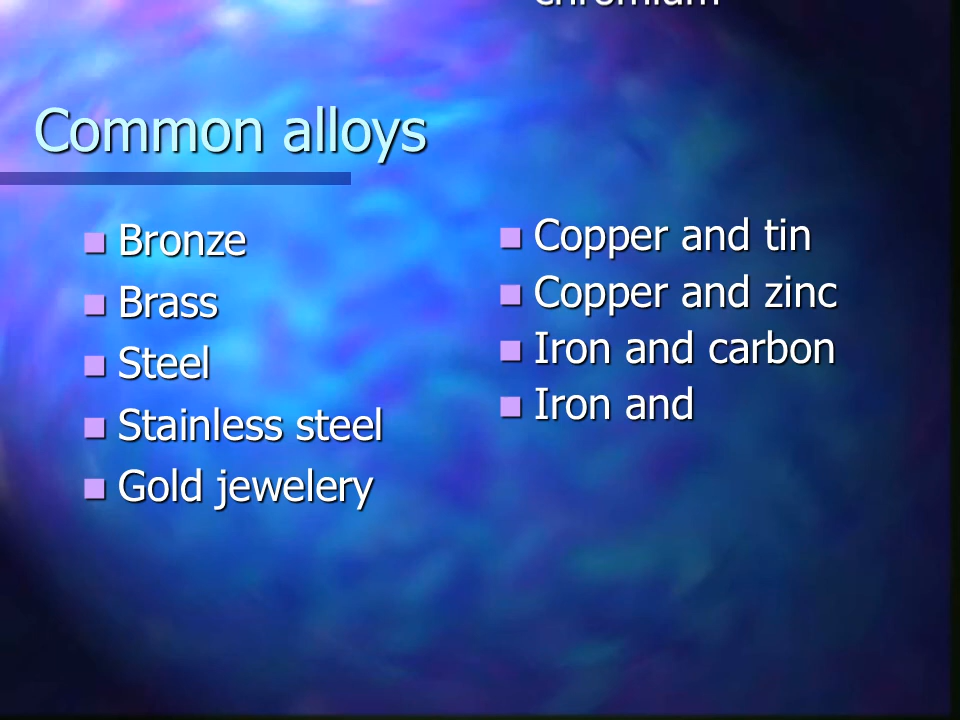 chromium
Common alloys
Bronze
Brass
Steel
Stainless steel
Gold jewelery
Copper and tin
Copper and zinc
Iron and carbon
Iron and